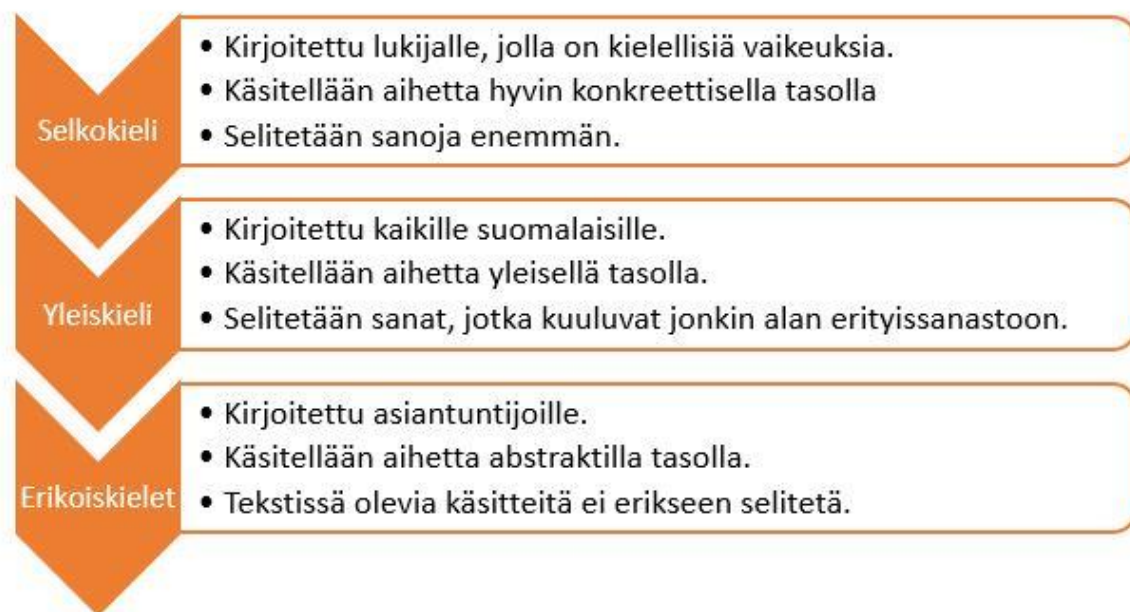 Selkokieli
• Kirjoitettu lukijalle, jolla on kielellisiä vaikeuksia.
• Käsitellään aihetta hyvin konkreettisella tasolla
• Selitetään sanoja enemmän.
Yleiskieli
• Kirjoitettu kaikille suomalaisille.
• Käsitellään aihetta yleisellä tasolla.
• Selitetään sanat, jotka kuuluvat jonkin alan erityissanastoon.
Erikoiskielet
• Kirjoitettu asiantuntijoille.
• Käsitellään aihetta abstraktilla tasolla.
• Tekstissä olevia käsitteitä ei erikseen selitetä.